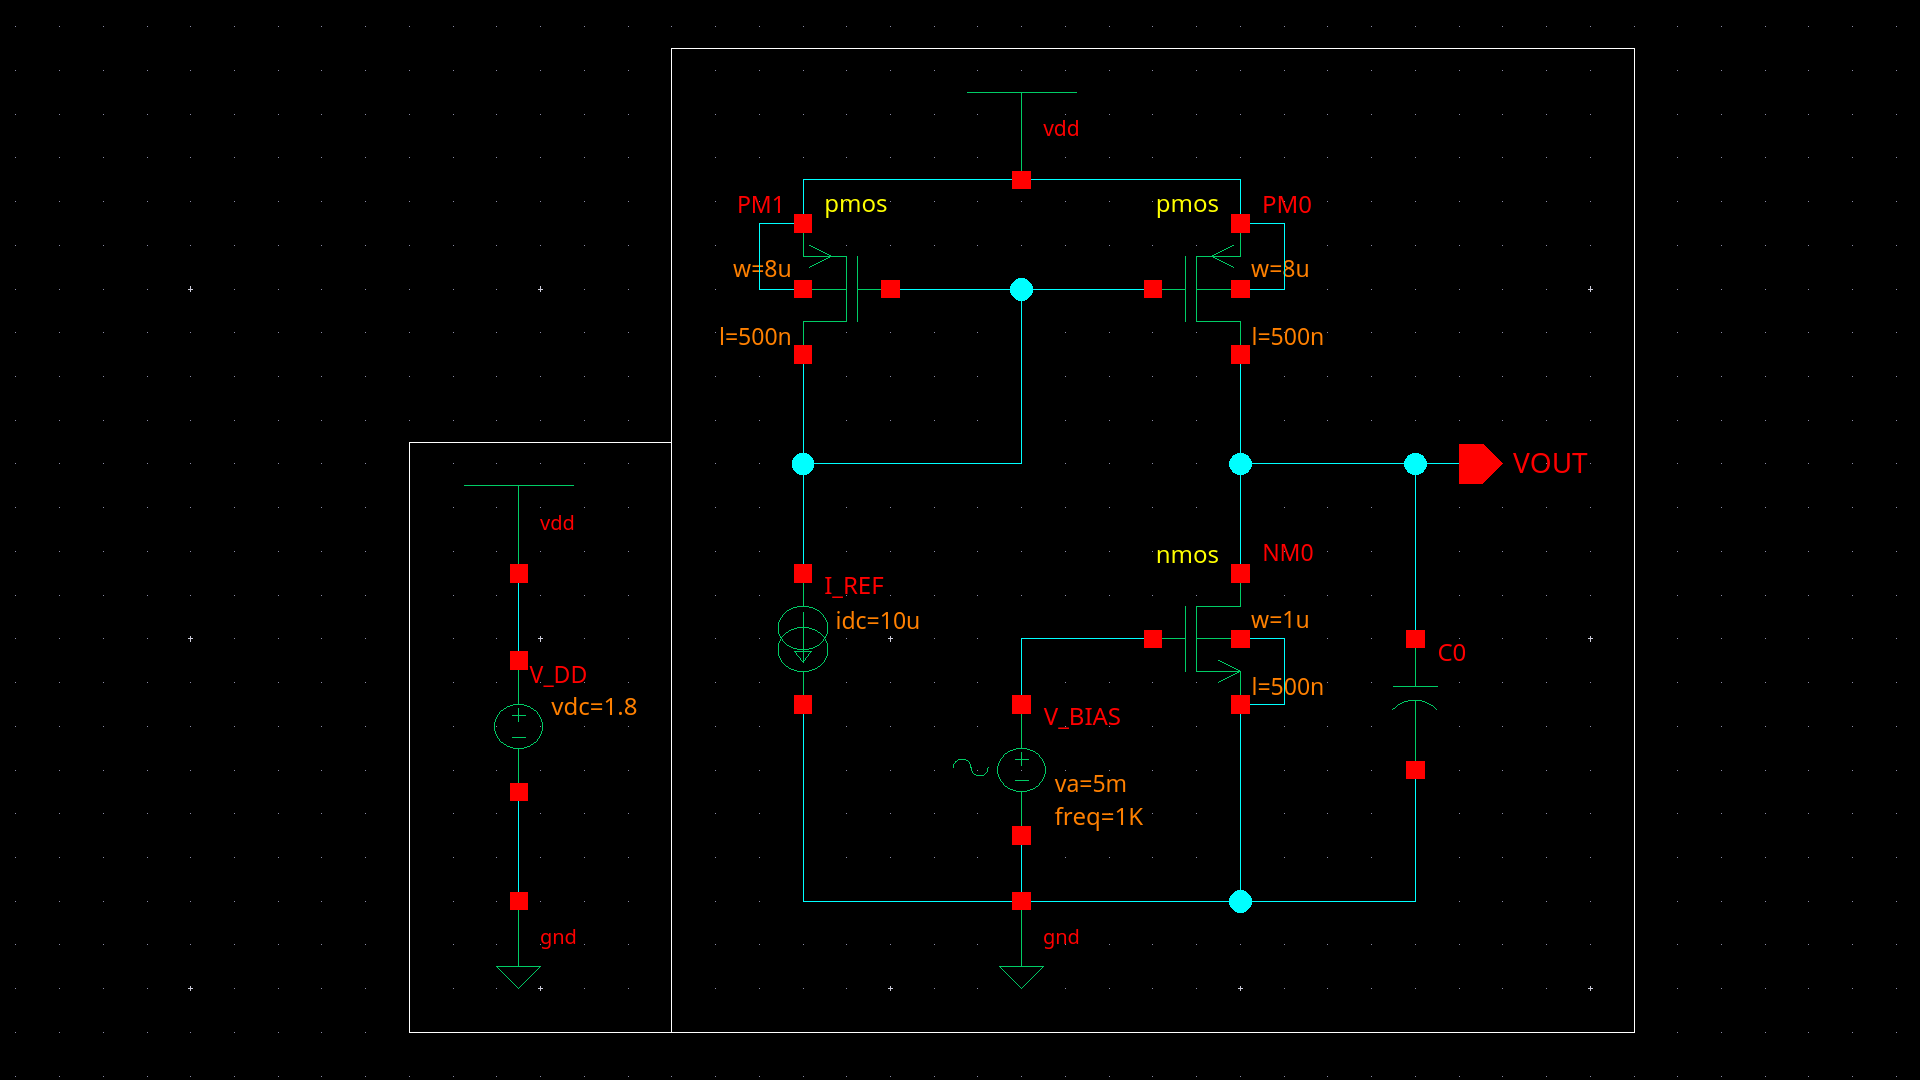 vdd
PM1
pmos
pmos
PM0
w=8u
w=8u
l=500n
l=500n
VOUT
vdd
nmos
NM0
I_REF
idc=10u
w=1u
C0
V_DD
vdc=1.8
l=500n
V_BIAS
va=5m
freq=1K
gnd
gnd